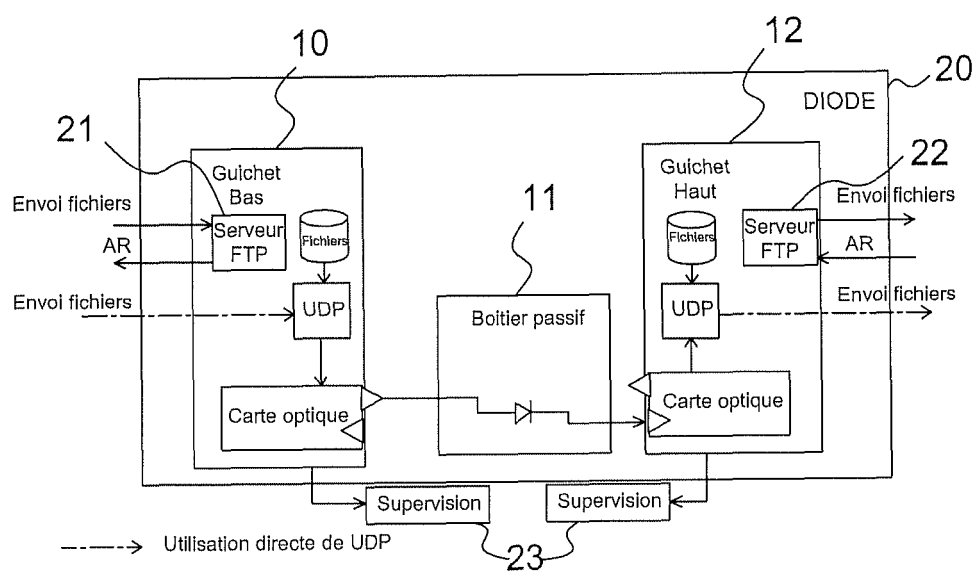 10
12
20
DIODE
21
22
Guichet
Bas
Guichet
Haut
11
Envoi fichiers
Envoi fichiers
Serveur
FTP
Fichiers
Fichiers
Serveur
FTP
AR
AR
Envoi fichiers
Envoi fichiers
UDP
Boitier passif
UDP
Carte optique
Carte optique
Supervision
Supervision
23
Utilisation directe de UDP